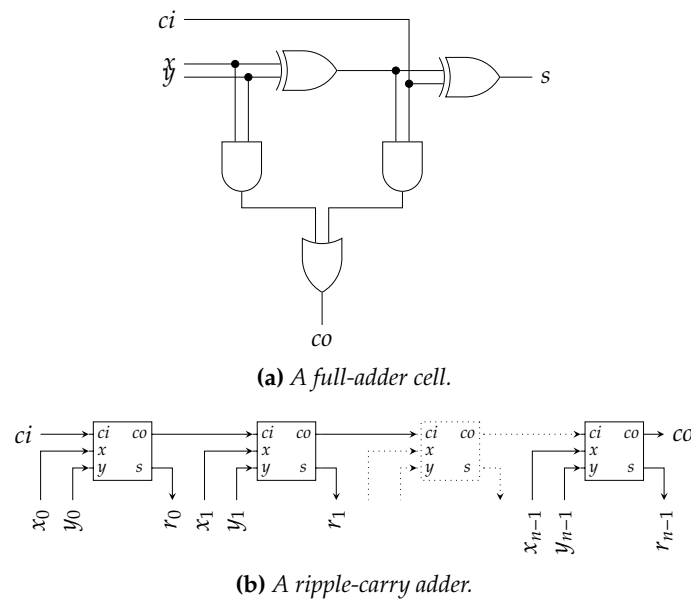 ci
x
y
s
co
(a) A full-adder cell.
ci ci co ci co ci co ci co co
x x x x
y s y s y s y s
x₀ y₀ r₀ x₁ y₁ r₁ xₙ₋₁ yₙ₋₁ rₙ₋₁
(b) A ripple-carry adder.